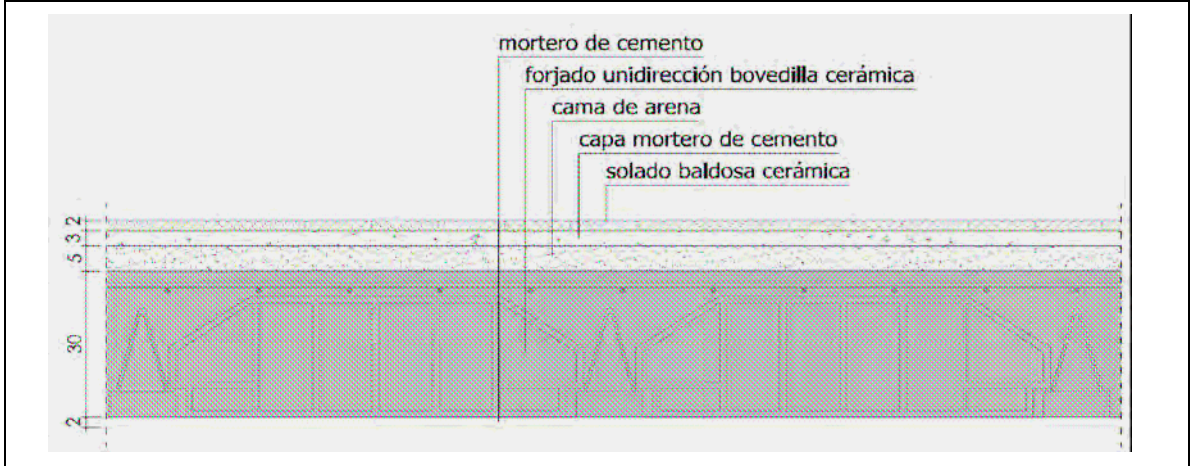 mortero de cemento
forjado unidirección bovedilla cerámica
cama de arena
capa mortero de cemento
solado baldosa cerámica
2
3
5
30
2